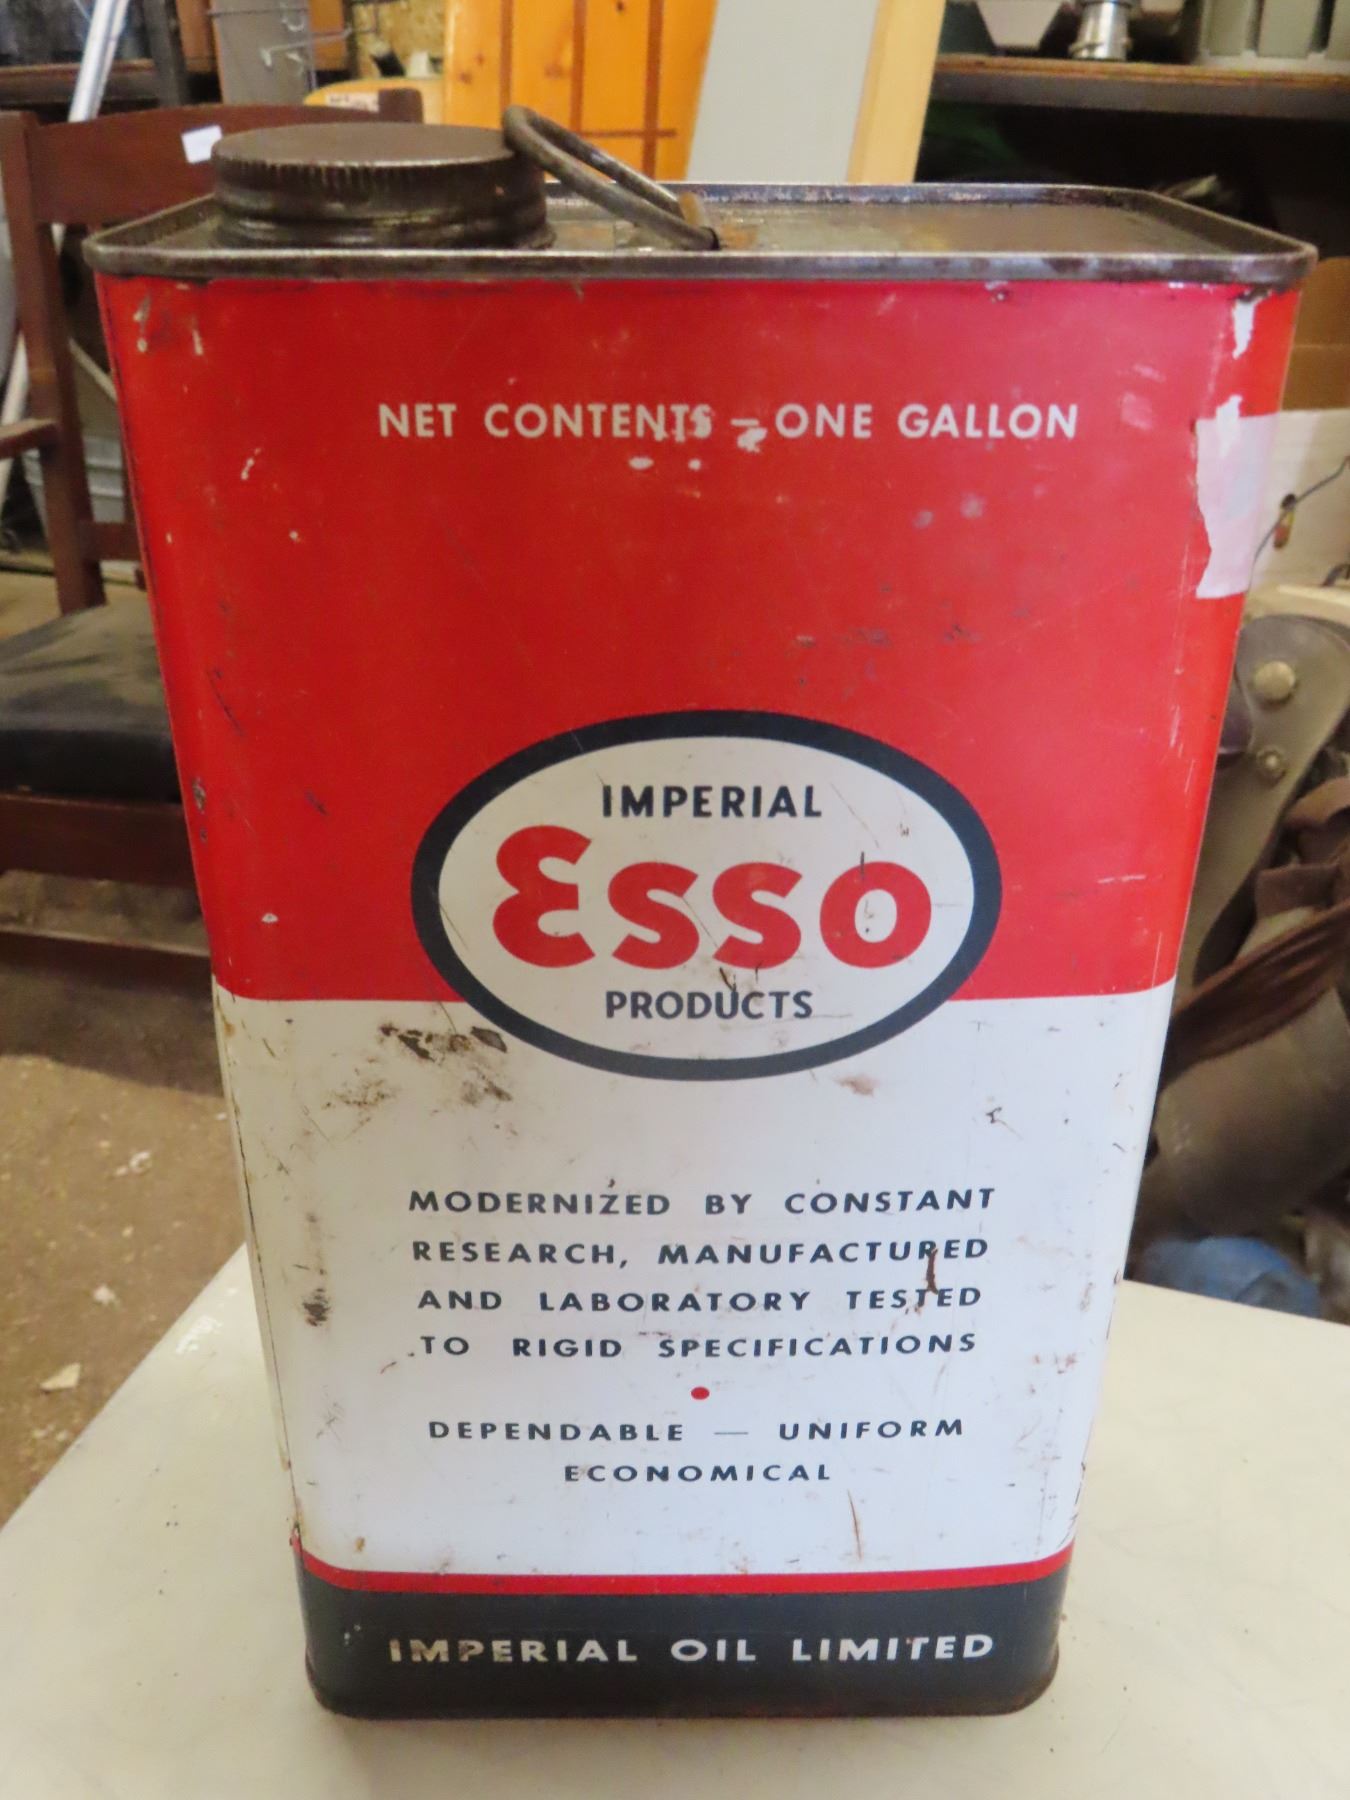 NET CONTENTS - ONE GALLON
IMPERIAL
Esso
PRODUCTS
MODERNIZED BY CONSTANT
RESEARCH, MANUFACTURED
AND LABORATORY TESTED
TO RIGID SPECIFICATIONS
•
DEPENDABLE — UNIFORM
ECONOMICAL
IMPERIAL OIL LIMITED